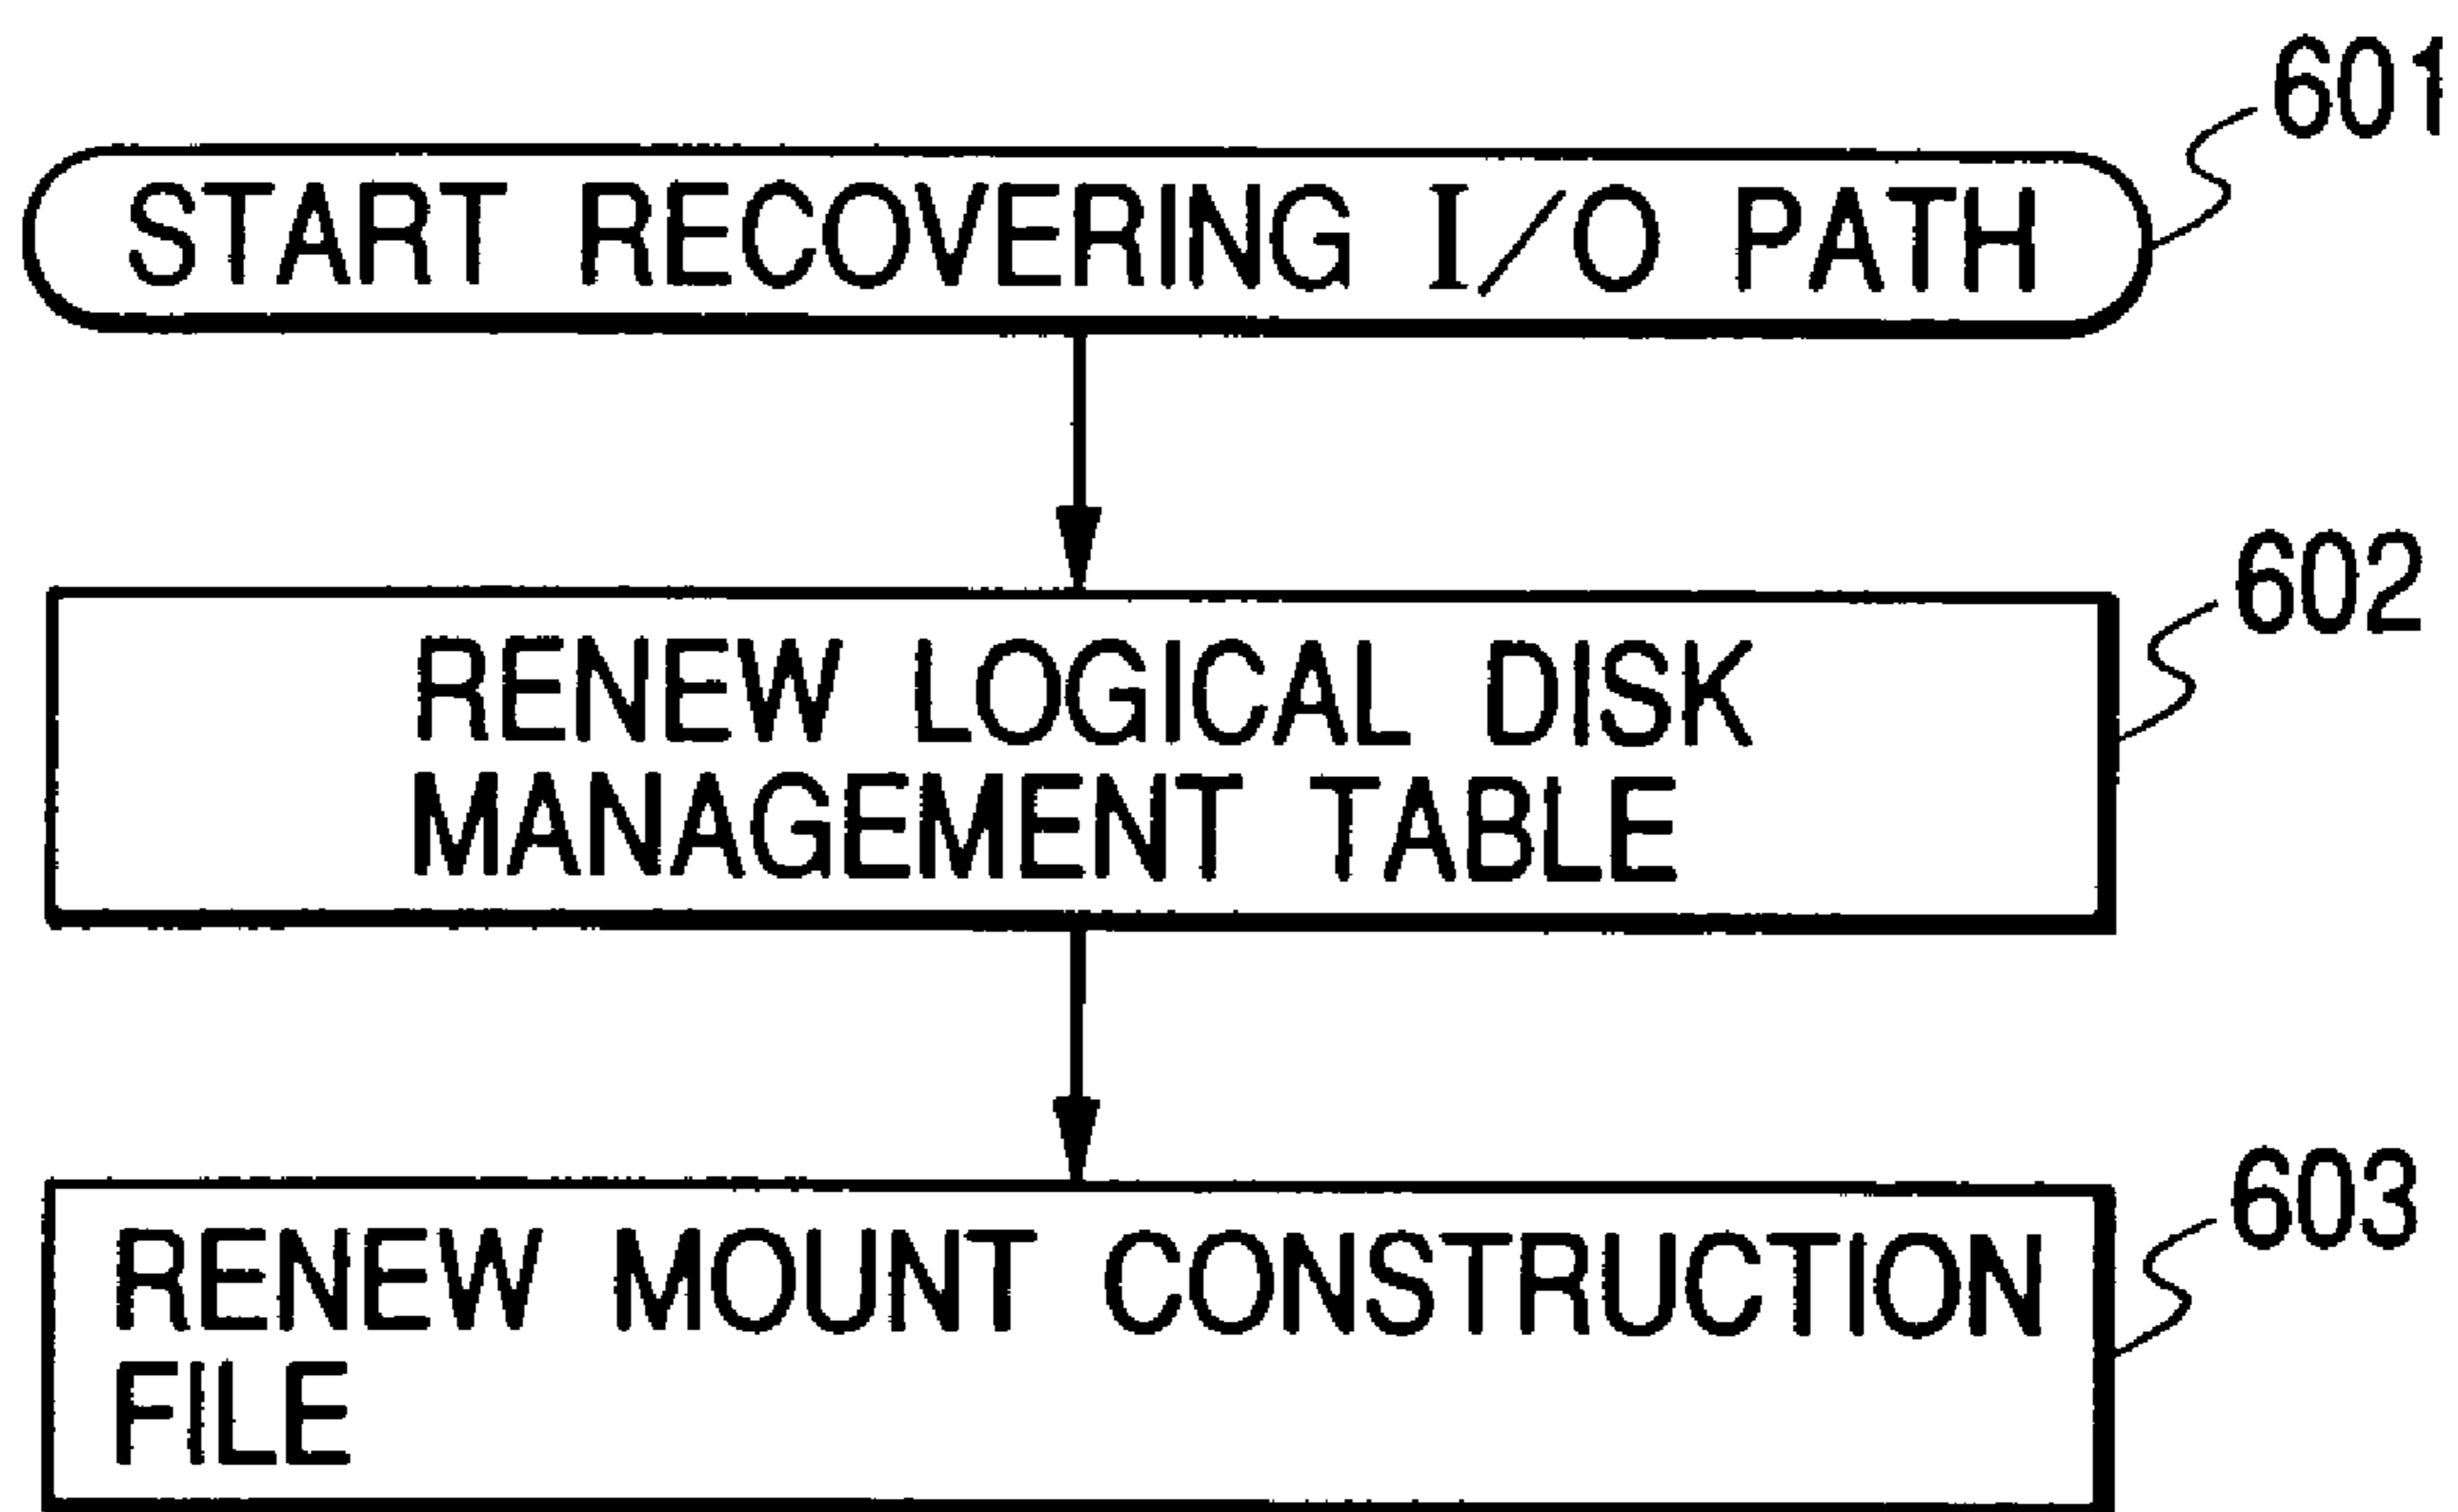 601
START RECOVERING I/O PATH
602
RENEW LOGICAL DISK
MANAGEMENT TABLE
603
RENEW MOUNT CONSTRUCTION
FILE